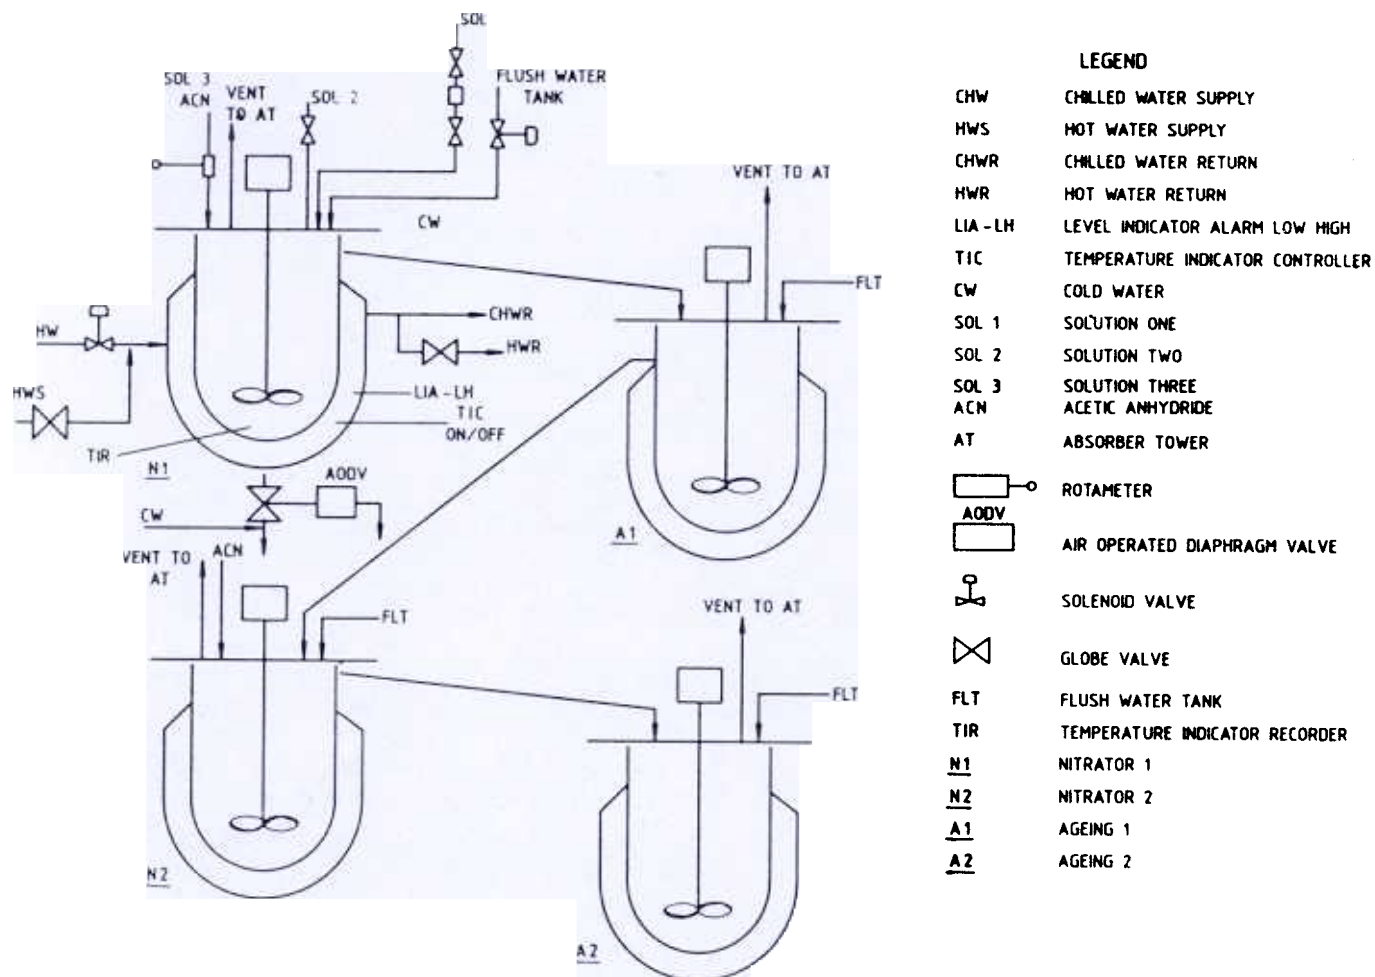 SOL
SOL 3
ACN
VENT
TO AT
SOL 2
FLUSH WATER
TANK
VENT TO AT
CW
FLT
HW
CHWR
HWR
HWS
LIA-LH
TIC
ON/OFF
TIR
N1
AODV
CW
A1
VENT TO
AT
ACN
FLT
VENT TO AT
FLT
N2
A2
LEGEND
CHW CHILLED WATER SUPPLY
HWS HOT WATER SUPPLY
CHWR CHILLED WATER RETURN
HWR HOT WATER RETURN
LIA-LH LEVEL INDICATOR ALARM LOW HIGH
TIC TEMPERATURE INDICATOR CONTROLLER
CW COLD WATER
SOL 1 SOLUTION ONE
SOL 2 SOLUTION TWO
SOL 3 SOLUTION THREE
ACN ACETIC ANHYDRIDE
AT ABSORBER TOWER
ROTAMETER
AODV
AIR OPERATED DIAPHRAGM VALVE
SOLENOID VALVE
GLOBE VALVE
FLT FLUSH WATER TANK
TIR TEMPERATURE INDICATOR RECORDER
N1 NITRATOR 1
N2 NITRATOR 2
A1 AGEING 1
A2 AGEING 2